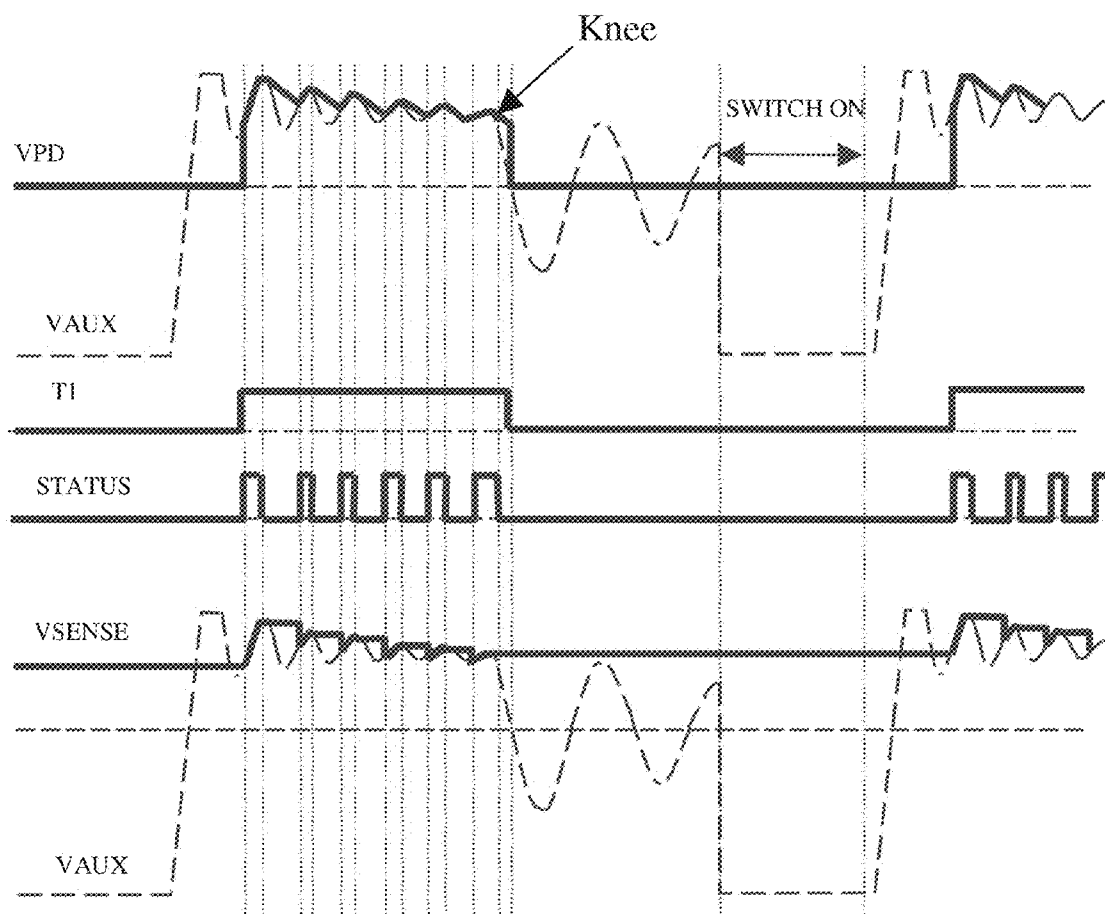 Knee
SWITCH ON
VPD
VAUX
T1
STATUS
VSENSE
VAUX